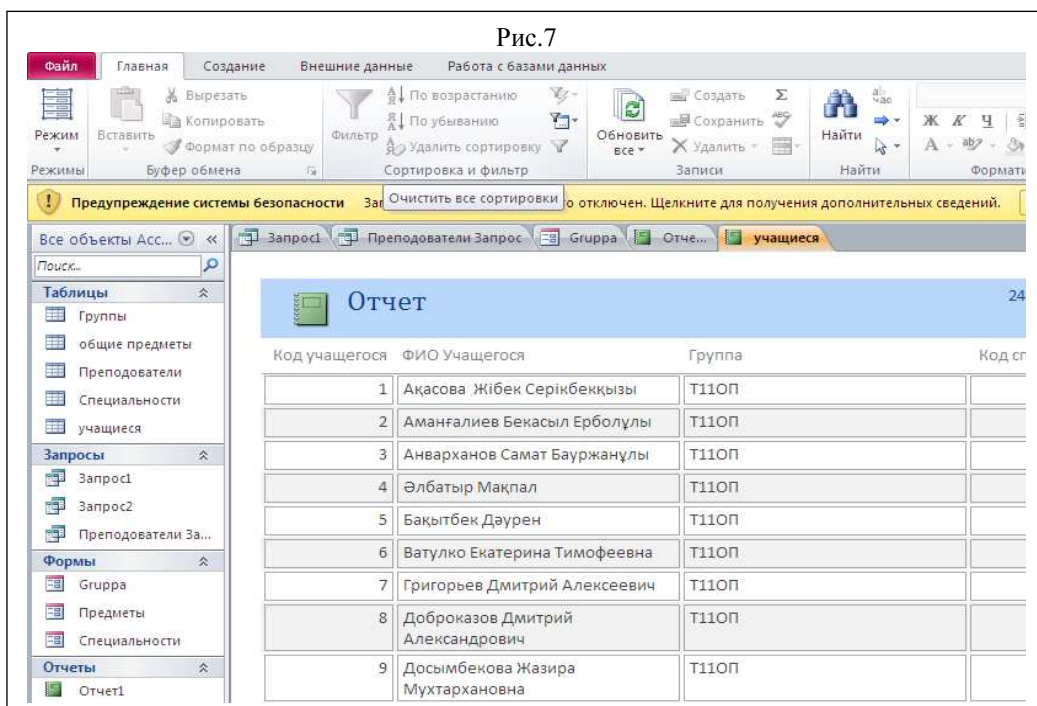 Рис.7
Файл Главная Создание Внешние данные Работа с базами данных
Режим
Режимы
Вставить
Вырезать
Копировать
Формат по образцу
Буфер обмена
Фильтр
По возрастанию
По убыванию
Удалить сортировку
Сортировка и фильтр
Обновить
все
Создать
Сохранить
Удалить
Записи
Найти
Найти
Ж К Ч
Формати
Предупреждение системы безопасности Заг
Очистить все сортировки
о отключен. Щелкните для получения дополнительных сведений.
Все объекты Acc...
Поиск...
Таблицы
Группы
общие предметы
Преподаватели
Специальности
учащиеся
Запросы
Запрос1
Запрос2
Преподователи За...
Формы
Gruppa
Предметы
Специальности
Отчеты
Отчет1
Запрос1 Преподователи Запрос Gruppa Отче... учащиеся
Отчет
24
Код учащегося ФИО Учащегося Группа Код сп
1 Ақасова Жібек Серікбекқызы Т11ОП
2 Аманғалиев Бекасыл Ерболұлы Т11ОП
3 Анварханов Самат Бауржанұлы Т11ОП
4 Әлбатыр Мақпал Т11ОП
5 Бақытбек Дәурен Т11ОП
6 Ватулко Екатерина Тимофеевна Т11ОП
7 Григорьев Дмитрий Алексеевич Т11ОП
8 Доброказов Дмитрий Т11ОП
Александрович
9 Досымбекова Жазира Т11ОП
Мухтархановна